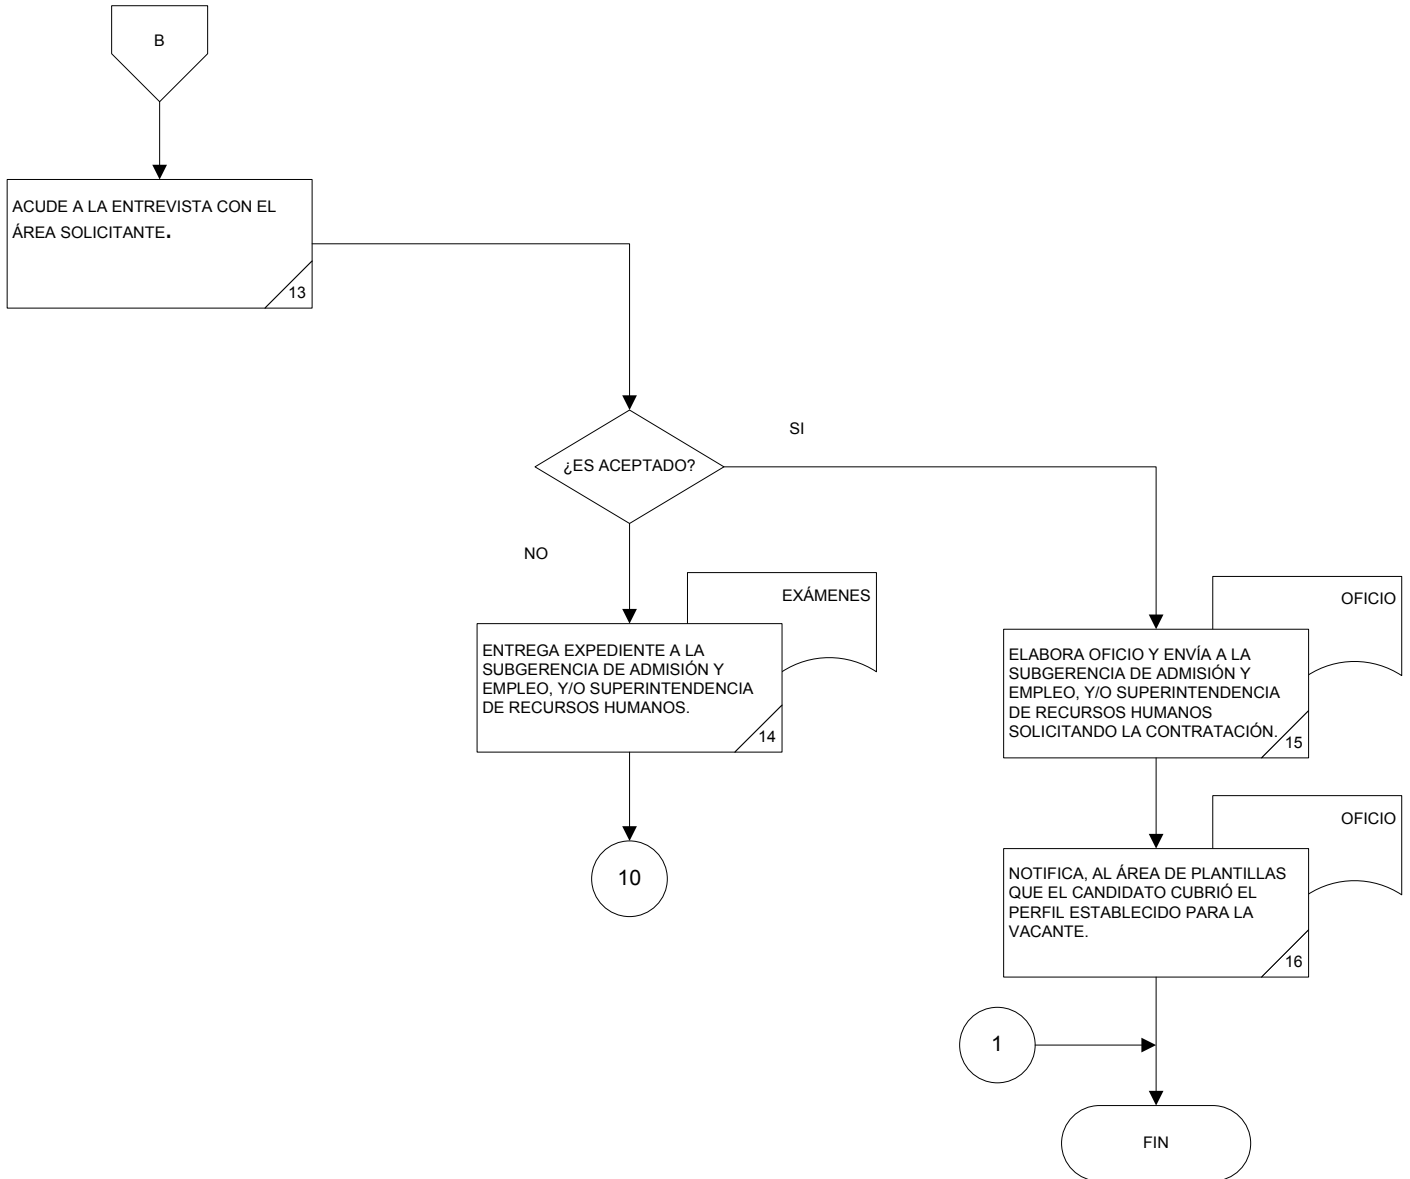 B
ACUDE A LA ENTREVISTA CON EL
ÁREA SOLICITANTE.
13
¿ES ACEPTADO?
SI
NO
EXÁMENES
ENTREGA EXPEDIENTE A LA
SUBGERENCIA DE ADMISIÓN Y
EMPLEO, Y/O SUPERINTENDENCIA
DE RECURSOS HUMANOS.
14
10
OFICIO
ELABORA OFICIO Y ENVÍA A LA
SUBGERENCIA DE ADMISIÓN Y
EMPLEO, Y/O SUPERINTENDENCIA
DE RECURSOS HUMANOS
SOLICITANDO LA CONTRATACIÓN.
15
OFICIO
NOTIFICA, AL ÁREA DE PLANTILLAS
QUE EL CANDIDATO CUBRIÓ EL
PERFIL ESTABLECIDO PARA LA
VACANTE.
16
1
FIN